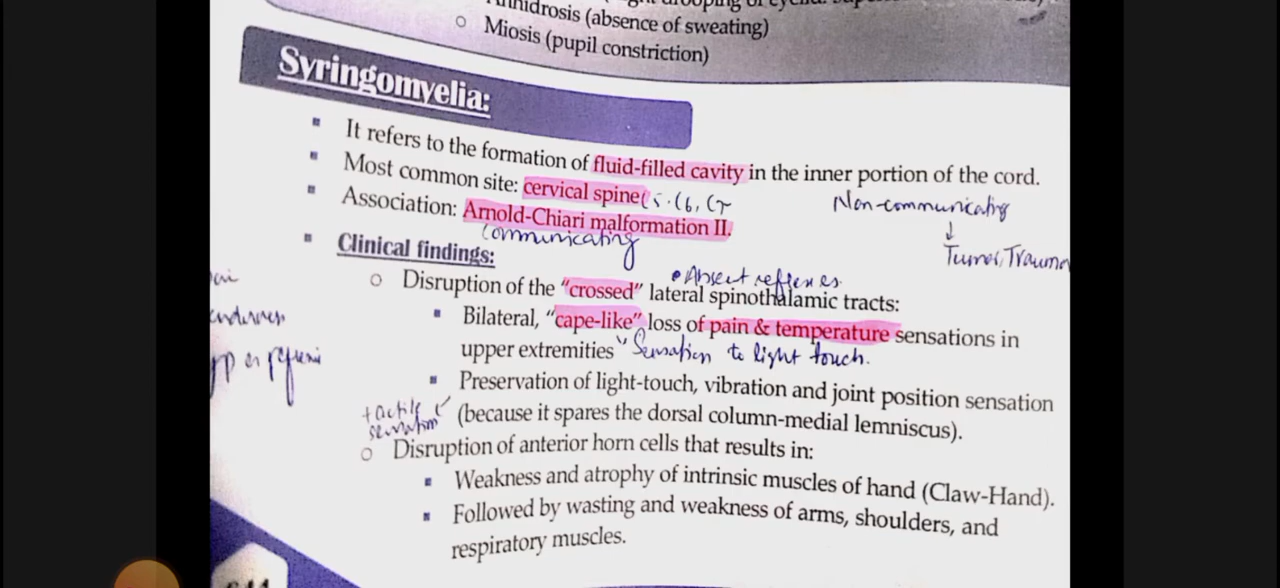 (absence of sweating)
Miosis (pupil constriction)
Syringomyelia:
It refers to the formation of fluid-filled cavity in the inner portion of the cord.
Most common site: cervical spine C5.C6, C7
Non-communicating
Association: Arnold-Chiari malformation II.
↓
communicating
Tumor, Trauma
Clinical findings:
Absent reflexes
Disruption of the "crossed" lateral spinothalamic tracts:
Bilateral, "cape-like" loss of pain & temperature sensations in
upper extremities "Sensation to light touch.
Preservation of light-touch, vibration and joint position sensation
tactile
sensation
(because it spares the dorsal column-medial lemniscus).
Disruption of anterior horn cells that results in:
Weakness and atrophy of intrinsic muscles of hand (Claw-Hand).
Followed by wasting and weakness of arms, shoulders, and
respiratory muscles.